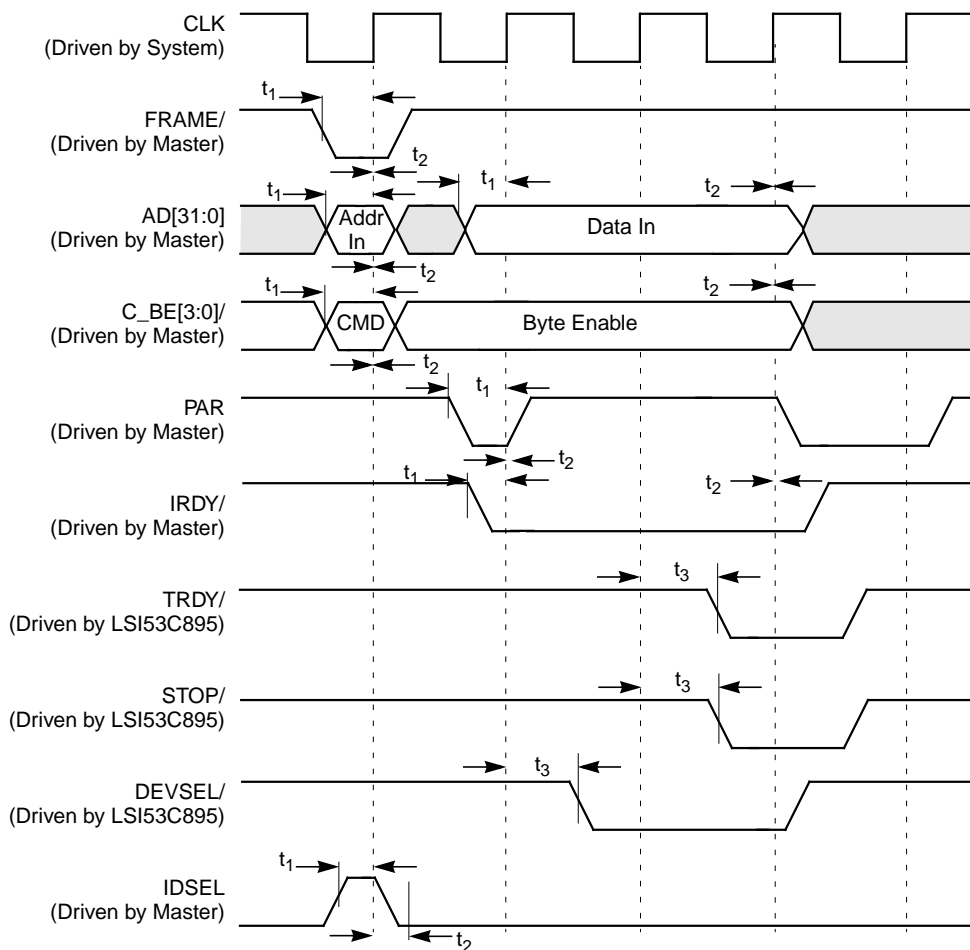 CLK
(Driven by System)
t1
FRAME/
(Driven by Master)
t2
t1
t1
t2
AD[31:0]
(Driven by Master)
Addr
In
Data In
t2
t1
t2
C_BE[3:0]/
(Driven by Master)
CMD
Byte Enable
t2
t1
PAR
(Driven by Master)
t2
t1
t2
IRDY/
(Driven by Master)
t3
TRDY/
(Driven by LSI53C895)
t3
STOP/
(Driven by LSI53C895)
t3
DEVSEL/
(Driven by LSI53C895)
t1
IDSEL
(Driven by Master)
t2